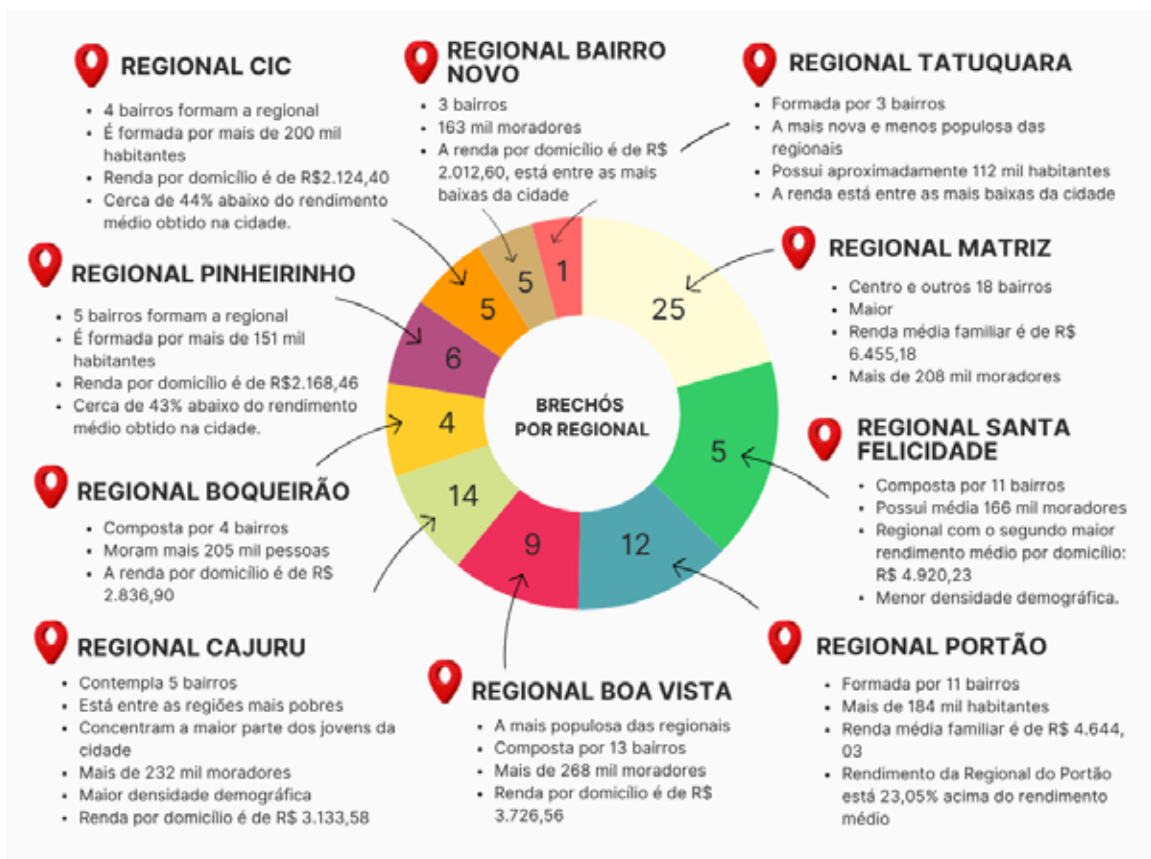 REGIONAL CIC
• 4 bairros formam a regional
• É formada por mais de 200 mil
habitantes
• Renda por domicílio é de R$2.124,40
• Cerca de 44% abaixo do rendimento
médio obtido na cidade.
REGIONAL BAIRRO
NOVO
• 3 bairros
• 163 mil moradores
• A renda por domicílio é de R$
2.012,60, está entre as mais
baixas da cidade
REGIONAL TATUQUARA
• Formada por 3 bairros
• A mais nova e menos populosa das
regionais
• Possui aproximadamente 112 mil habitantes
• A renda está entre as mais baixas da cidade
REGIONAL PINHEIRINHO
• 5 bairros formam a regional
• É formada por mais de 151 mil
habitantes
• Renda por domicílio é de R$2.168,46
• Cerca de 43% abaixo do rendimento
médio obtido na cidade.
REGIONAL MATRIZ
• Centro e outros 18 bairros
• Maior
• Renda média familiar é de R$
6.455,18
• Mais de 208 mil moradores
BRECHÓS
POR REGIONAL
25
5
12
9
14
4
6
5
5
1
REGIONAL SANTA
FELICIDADE
• Composta por 11 bairros
• Possui média 166 mil moradores
• Regional com o segundo maior
rendimento médio por domicílio:
R$ 4.920,23
• Menor densidade demográfica.
REGIONAL BOQUEIRÃO
• Composta por 4 bairros
• Moram mais 205 mil pessoas
• A renda por domicílio é de R$
2.836,90
REGIONAL CAJURU
• Contempla 5 bairros
• Está entre as regiões mais pobres
• Concentram a maior parte dos jovens da
cidade
• Mais de 232 mil moradores
• Maior densidade demográfica
• Renda por domicílio é de R$ 3.133,58
REGIONAL BOA VISTA
• A mais populosa das regionais
• Composta por 13 bairros
• Mais de 268 mil moradores
• Renda por domicílio é de R$
3.726,56
REGIONAL PORTÃO
• Formada por 11 bairros
• Mais de 184 mil habitantes
• Renda média familiar é de R$ 4.644,
03
• Rendimento da Regional do Portão
está 23,05% acima do rendimento
médio